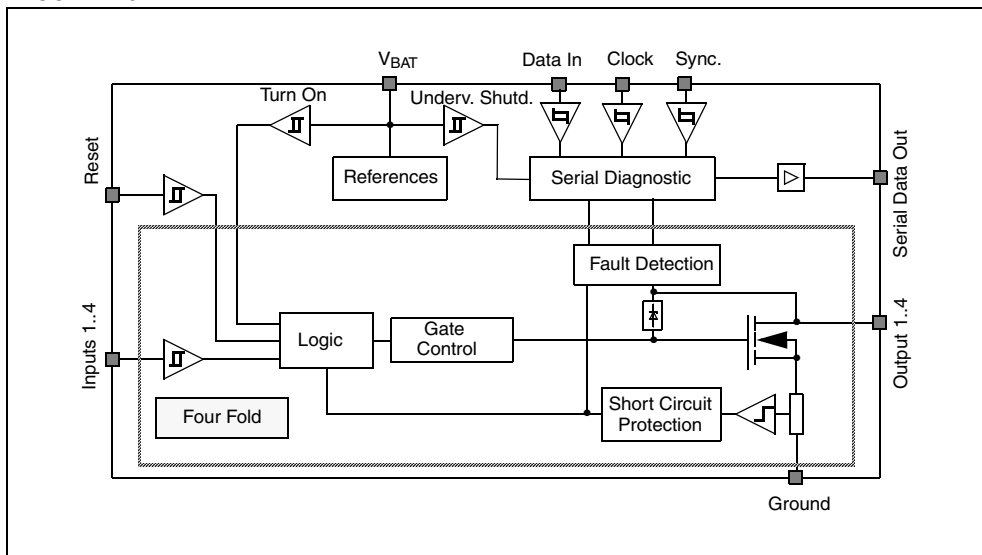 V_BAT
Data In
Clock
Sync.
Turn On
Underv. Shutd.
Reset
References
Serial Diagnostic
Serial Data Out
Fault Detection
Inputs 1..4
Logic
Gate
Control
Output 1..4
Four Fold
Short Circuit
Protection
Ground